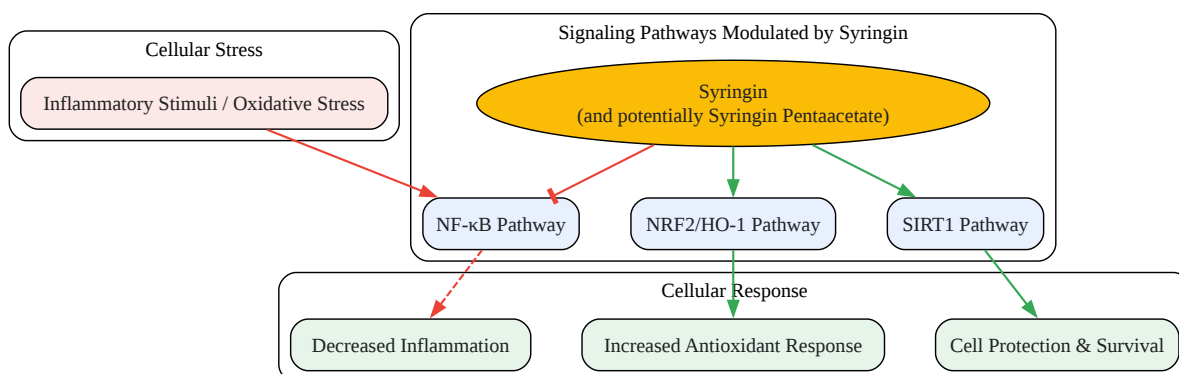 Cellular Stress
Inflammatory Stimuli / Oxidative Stress
Signaling Pathways Modulated by Syringin
Syringin
(and potentially Syringin Pentaacetate)
NF-κB Pathway
NRF2/HO-1 Pathway
SIRT1 Pathway
Cellular Response
Decreased Inflammation
Increased Antioxidant Response
Cell Protection & Survival